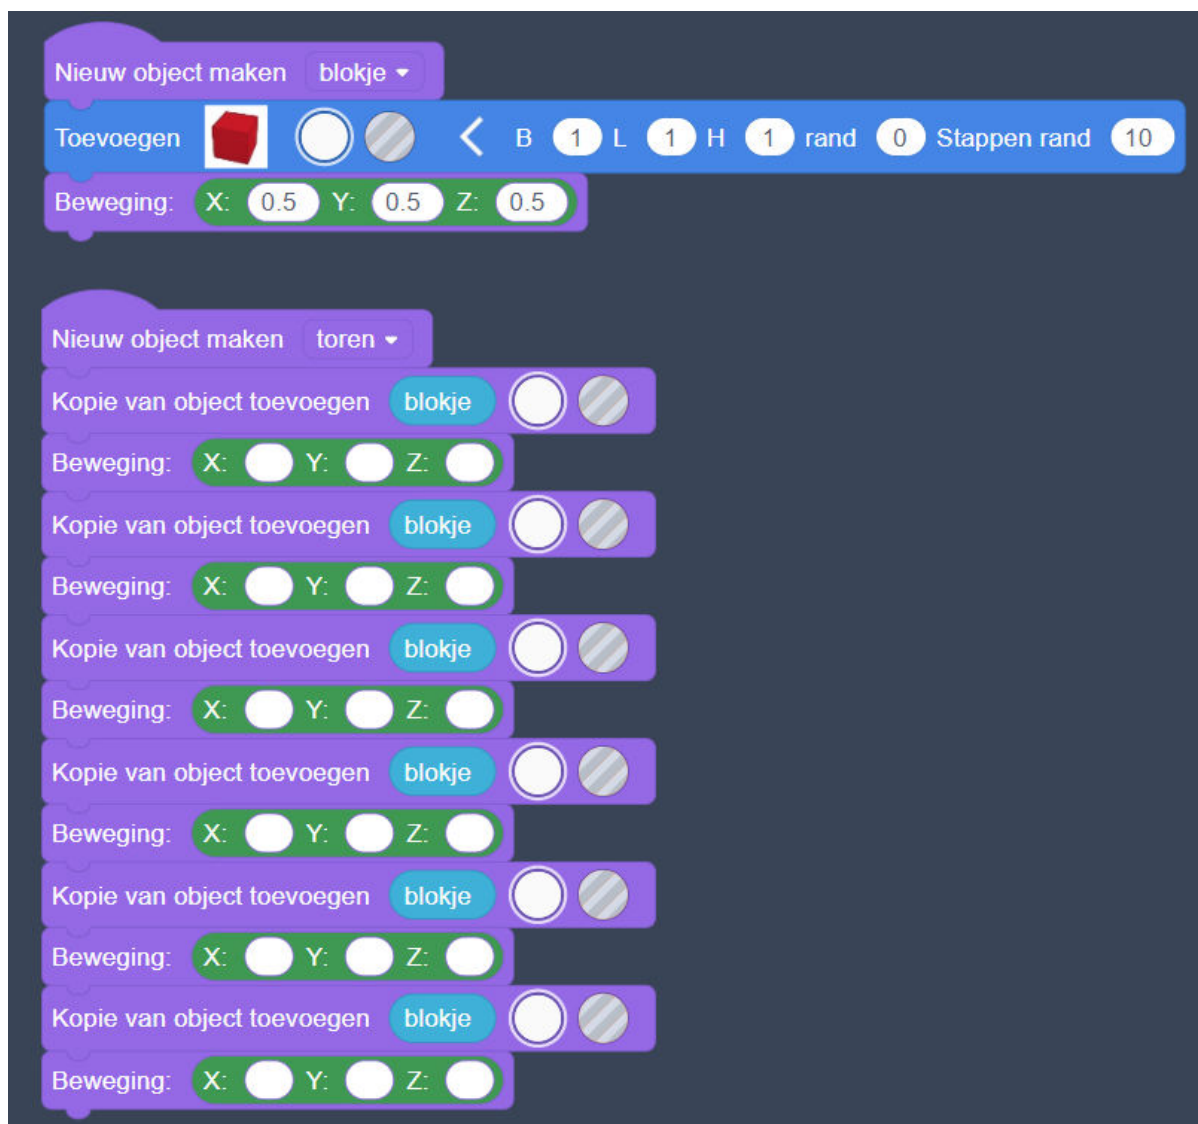 Nieuw object maken blokje
Toevoegen B 1 L 1 H 1 rand 0 Stappen rand 10
Beweging: X: 0.5 Y: 0.5 Z: 0.5
Nieuw object maken toren
Kopie van object toevoegen blokje
Beweging: X: Y: Z:
Kopie van object toevoegen blokje
Beweging: X: Y: Z:
Kopie van object toevoegen blokje
Beweging: X: Y: Z:
Kopie van object toevoegen blokje
Beweging: X: Y: Z:
Kopie van object toevoegen blokje
Beweging: X: Y: Z:
Kopie van object toevoegen blokje
Beweging: X: Y: Z: